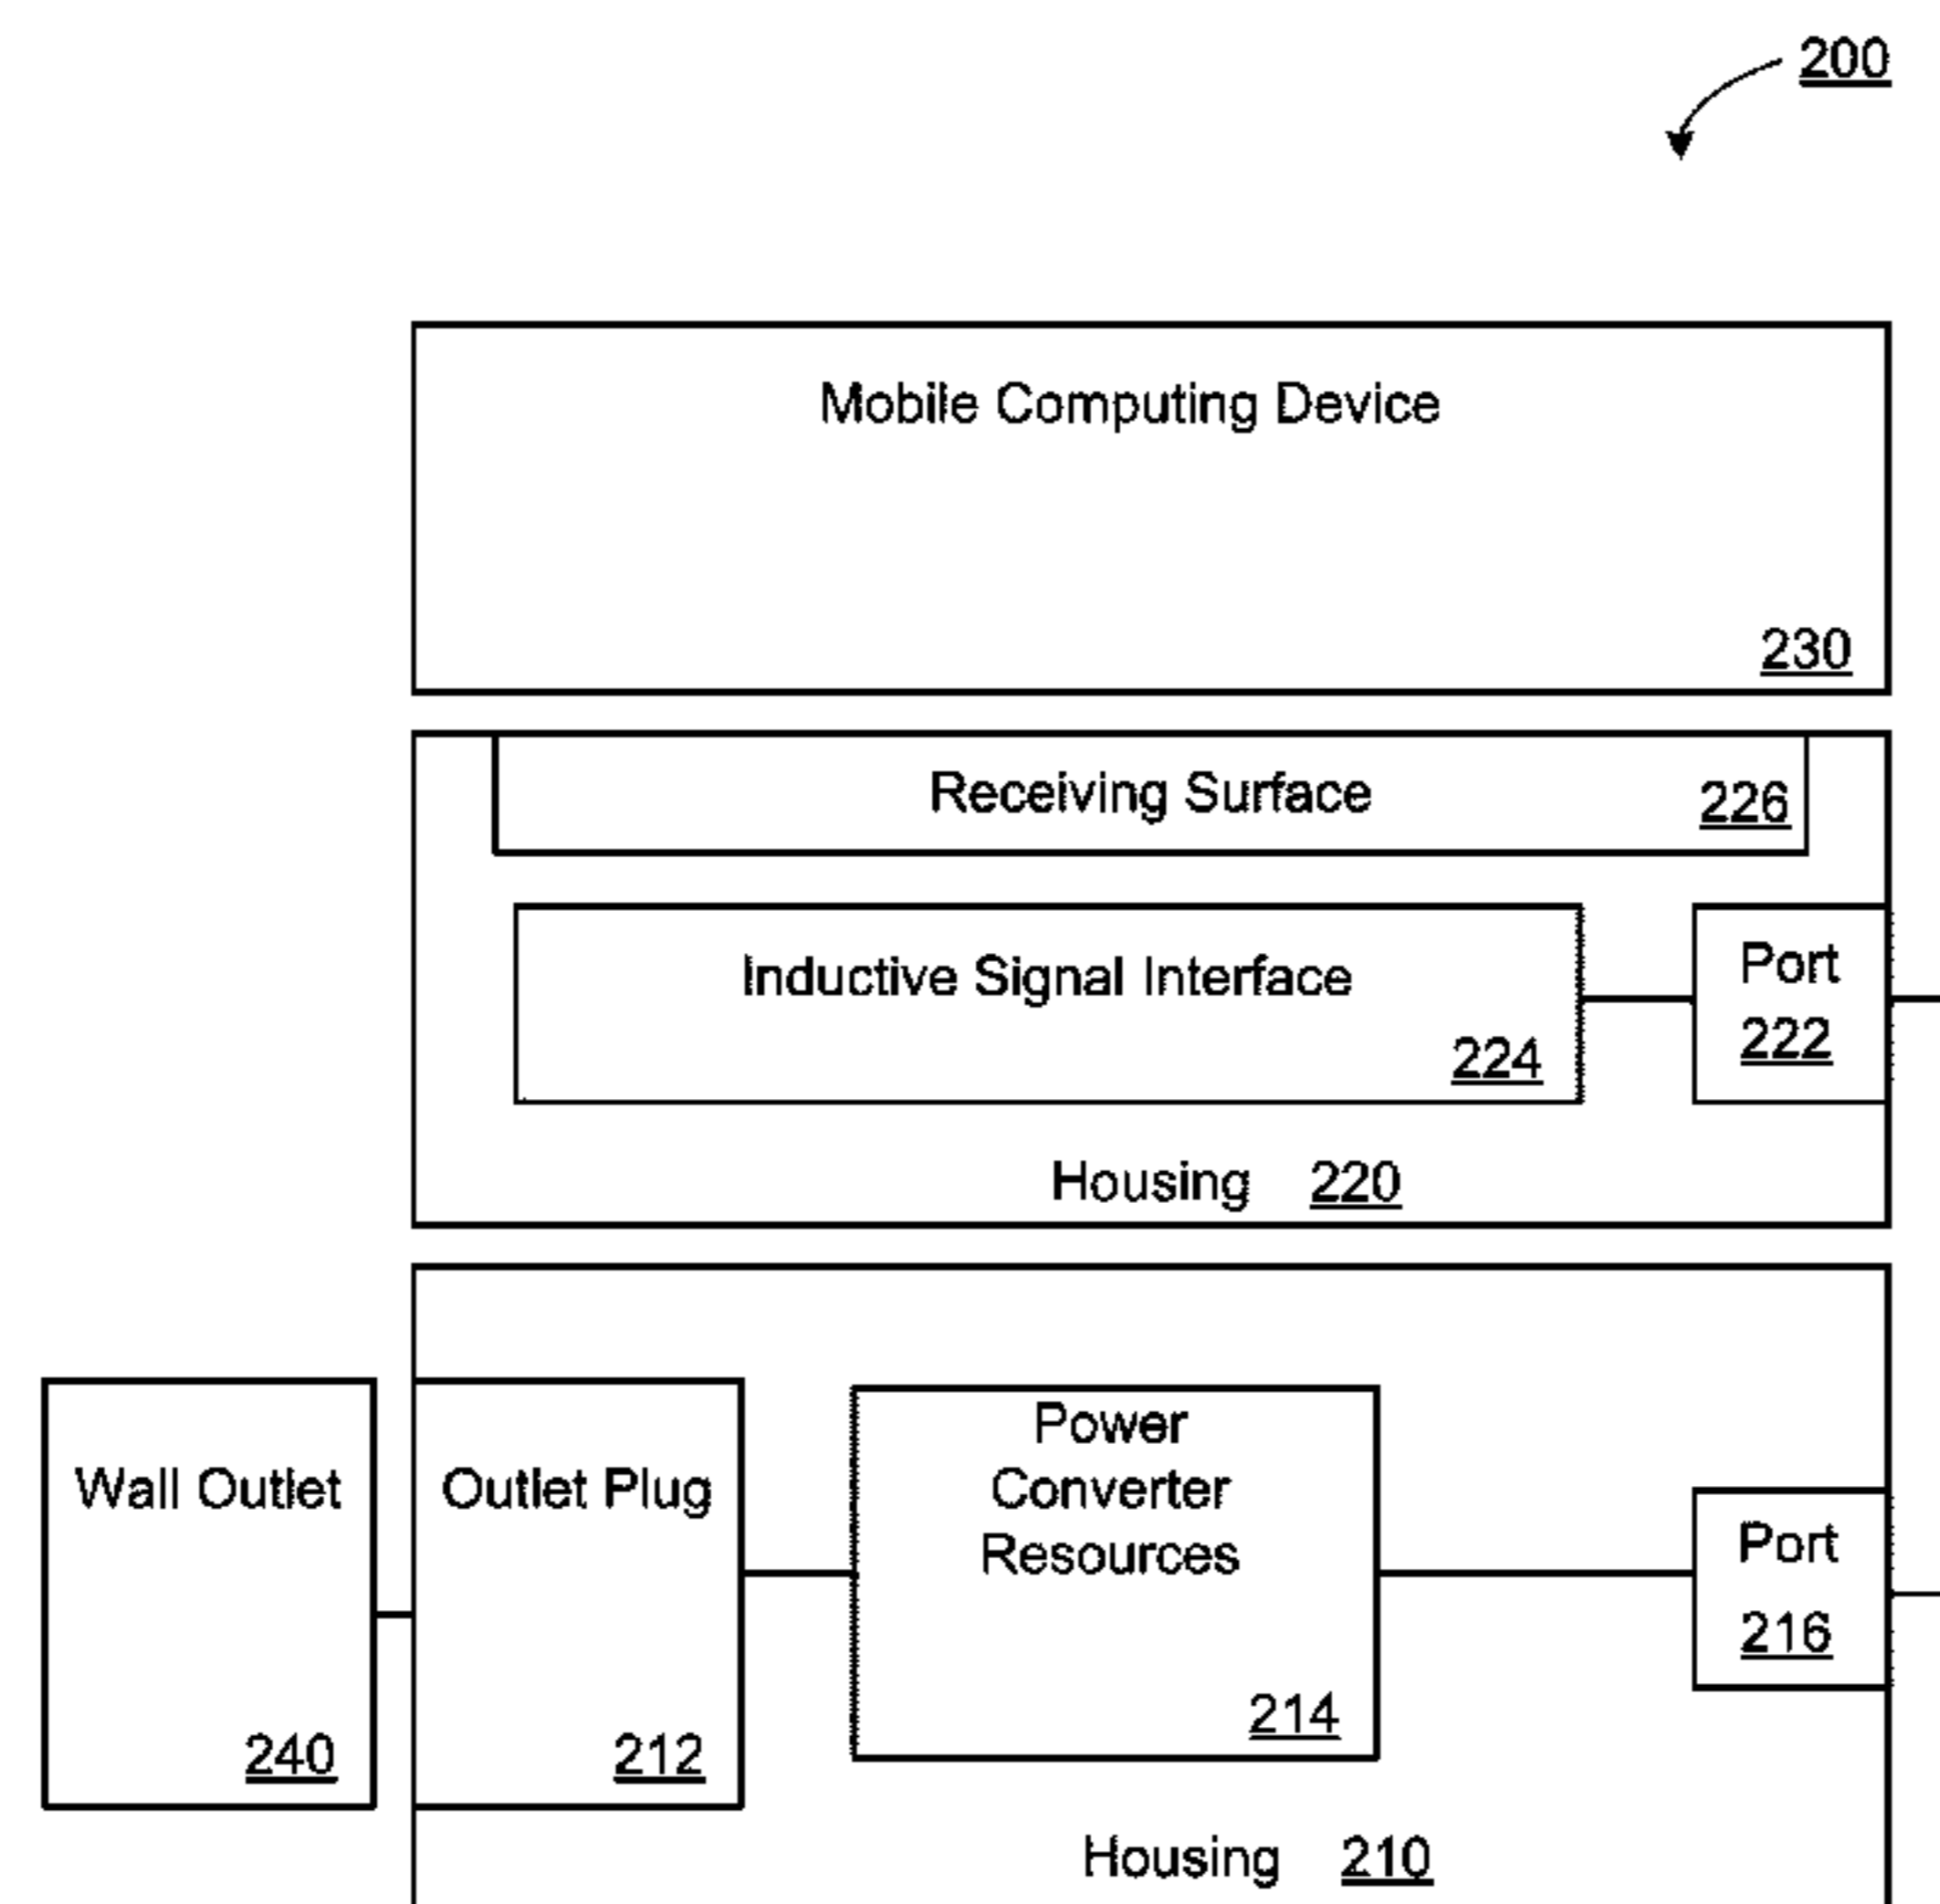 200
Mobile Computing Device
230
Receiving Surface
226
Inductive Signal Interface
224
Port
222
Housing 220
Wall Outlet
240
Outlet Plug
212
Power
Converter
Resources
214
Port
216
Housing 210